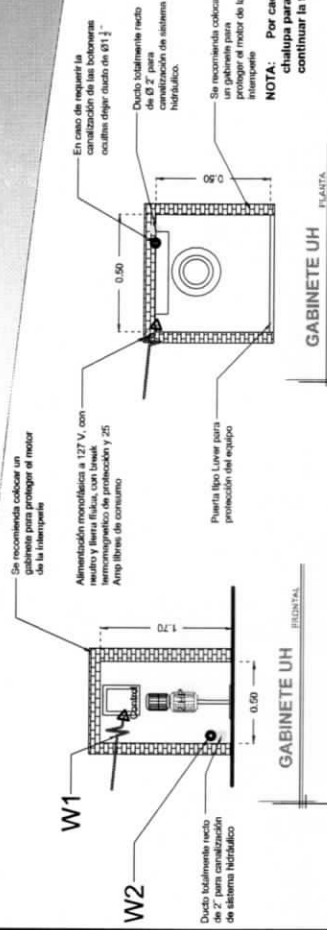 Se recomienda colocar un
gabinete para proteger el motor
de la intemperie
W1
W2
Control
1.70
0.50
Ducto totalmente recto
de 2" para canalización
de sistema hidráulico
GABINETE UH
FRONTAL
Alimentación monofásica a 127 V, con
neutro y tierra física, con break
termomagnetico de protección y 25
Amp libres de consumo
Puerta tipo Luver para
protección del equipo
0.50
0.50
En caso de requerir la
canalización de las botoneras
ocultas dejar ducto de Ø1 1/2"
Ducto totalmente recto
de Ø 2" para
canalización de sistema
hidráulico.
Se recomienda coloca
un gabinete para
proteger el motor de la
intemperie
NOTA: Por cad
chalupa para
continuar la
GABINETE UH
PLANTA